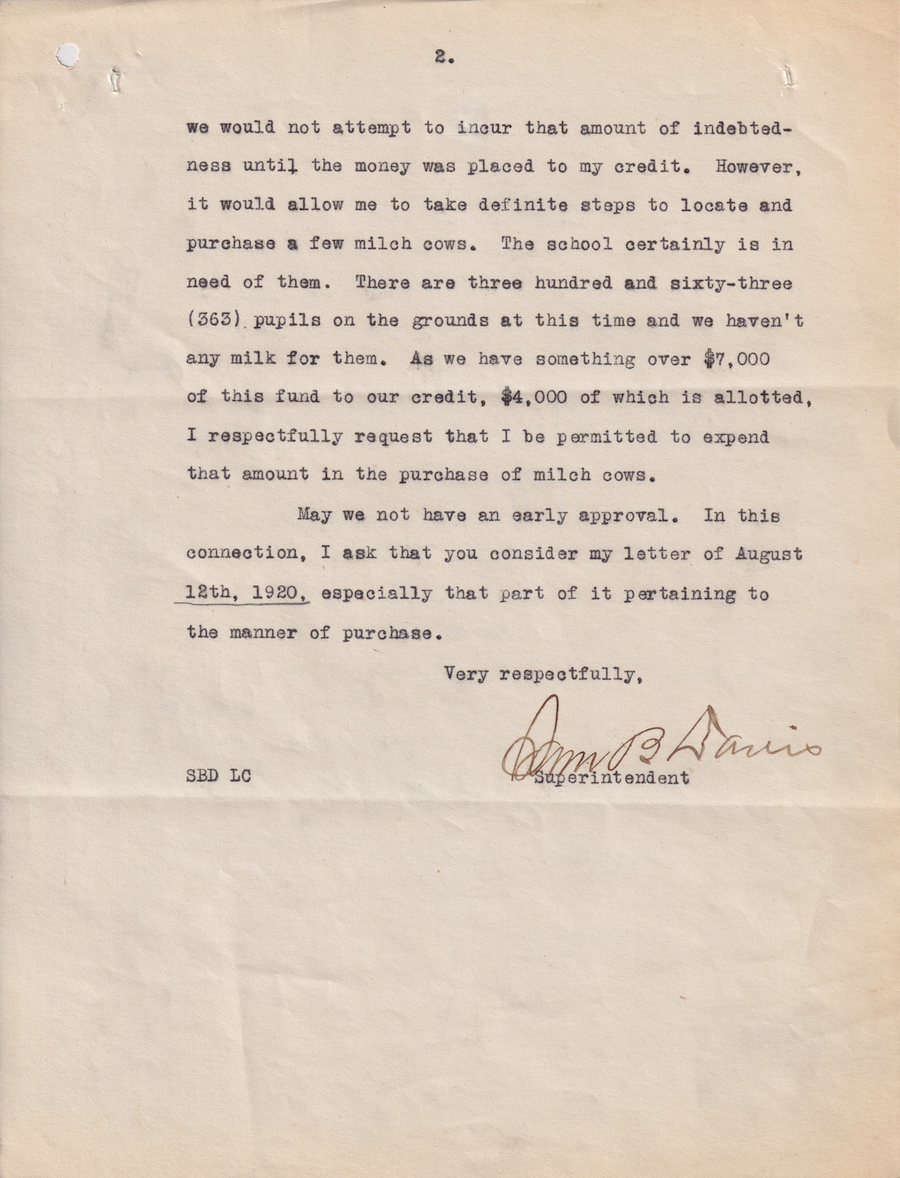 2.
we would not attempt to incur that amount of indebted-
ness until the money was placed to my credit.  However,
it would allow me to take definite steps to locate and
purchase a few milch cows.  The school certainly is in
need of them.  There are three hundred and sixty-three
(363) pupils on the grounds at this time and we haven't
any milk for them.  As we have something over $7,000
of this fund to our credit, $4,000 of which is allotted,
I respectfully request that I be permitted to expend
that amount in the purchase of milch cows.
May we not have an early approval.  In this
connection, I ask that you consider my letter of August
12th, 1920, especially that part of it pertaining to
the manner of purchase.
Very respectfully,
Sam B Davis
SBD LC Superintendent